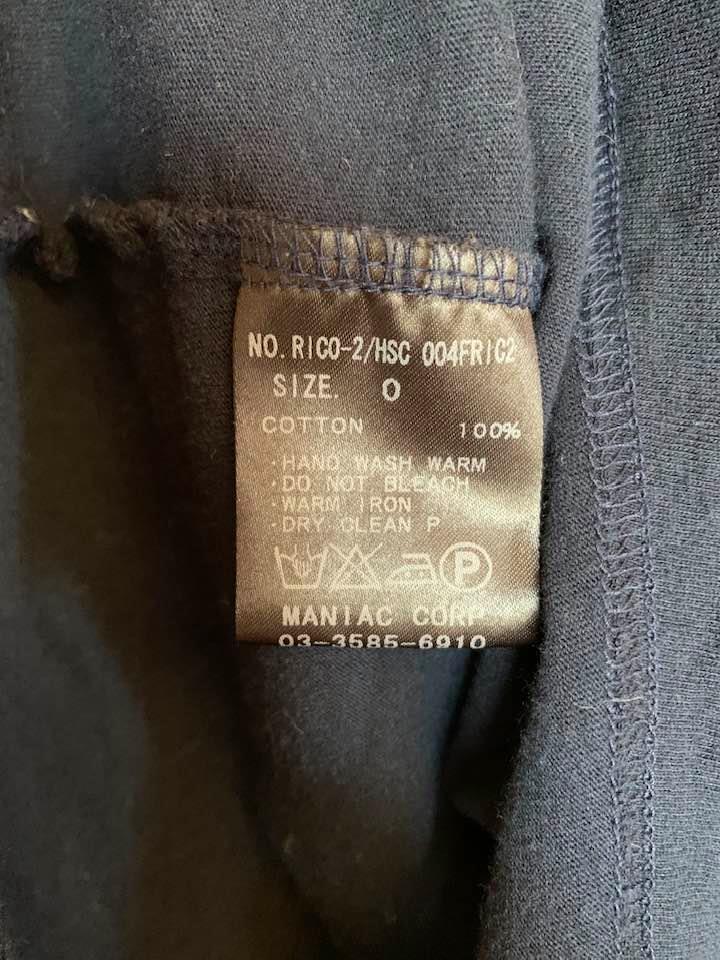 NO. RICO-2/HSC 004FRIC2
SIZE. 0
COTTON 100%
·HAND WASH WARM
·DO NOT BLEACH
·WARM IRON
·DRY CLEAN P
P
MANIAC CORP
03-3585-6910